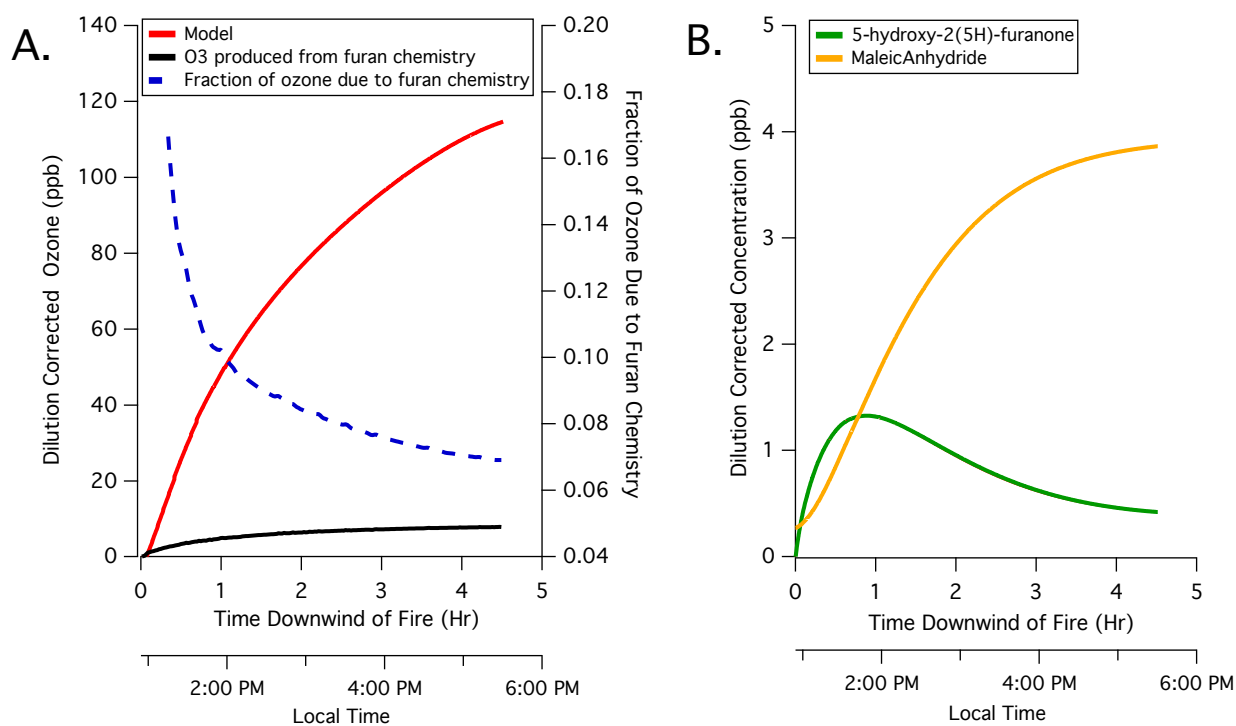 A.
Model
O3 produced from furan chemistry
Fraction of ozone due to furan chemistry
Dilution Corrected Ozone (ppb)
140
120
100
80
60
40
20
0
0.20
0.18
0.16
0.14
0.12
0.10
0.08
0.06
0.04
Fraction of Ozone Due to Furan Chemistry
0 1 2 3 4 5
Time Downwind of Fire (Hr)
2:00 PM 4:00 PM 6:00 PM
Local Time
B.
5-hydroxy-2(5H)-furanone
MaleicAnhydride
Dilution Corrected Concentration (ppb)
5
4
3
2
1
0
0 1 2 3 4 5
Time Downwind of Fire (Hr)
2:00 PM 4:00 PM 6:00 PM
Local Time